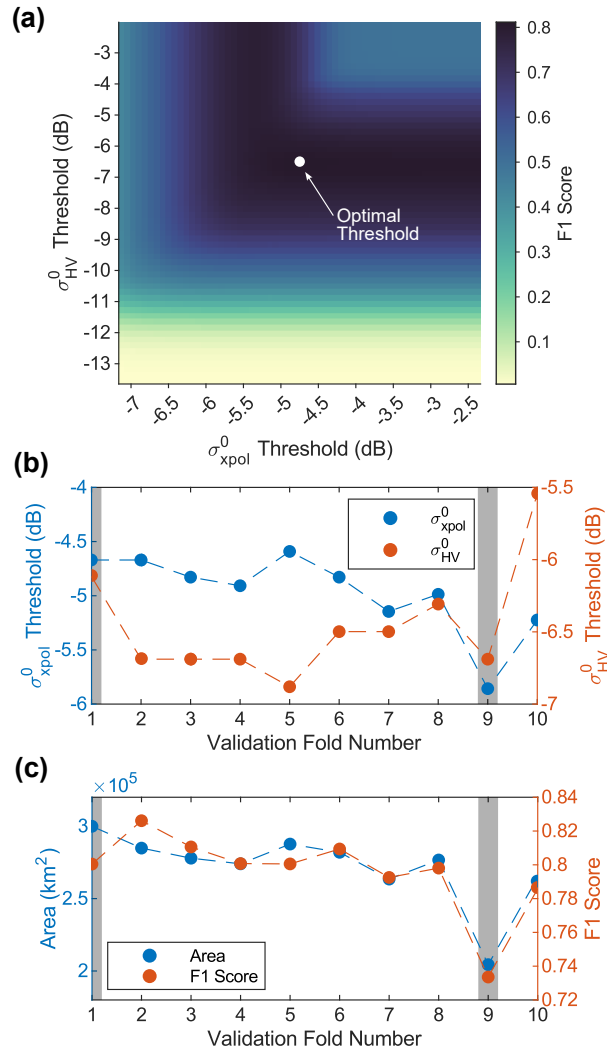 (a)
-3
-4
-5
-6
-7
-8
-9
-10
-11
-12
-13
σ⁰HV Threshold (dB)
Optimal
Threshold
-7
-6.5
-6
-5.5
-5
-4.5
-4
-3.5
-3
-2.5
σ⁰xpol Threshold (dB)
0.8
0.7
0.6
0.5
0.4
0.3
0.2
0.1
F1 Score
(b)
-4
-4.5
-5
-5.5
-6
σ⁰xpol Threshold (dB)
σ⁰xpol
σ⁰HV
-5.5
-6
-6.5
-7
σ⁰HV Threshold (dB)
1 2 3 4 5 6 7 8 9 10
Validation Fold Number
(c)
× 10⁵
3
2.5
2
Area (km²)
Area
F1 Score
0.84
0.82
0.8
0.78
0.76
0.74
0.72
F1 Score
1 2 3 4 5 6 7 8 9 10
Validation Fold Number